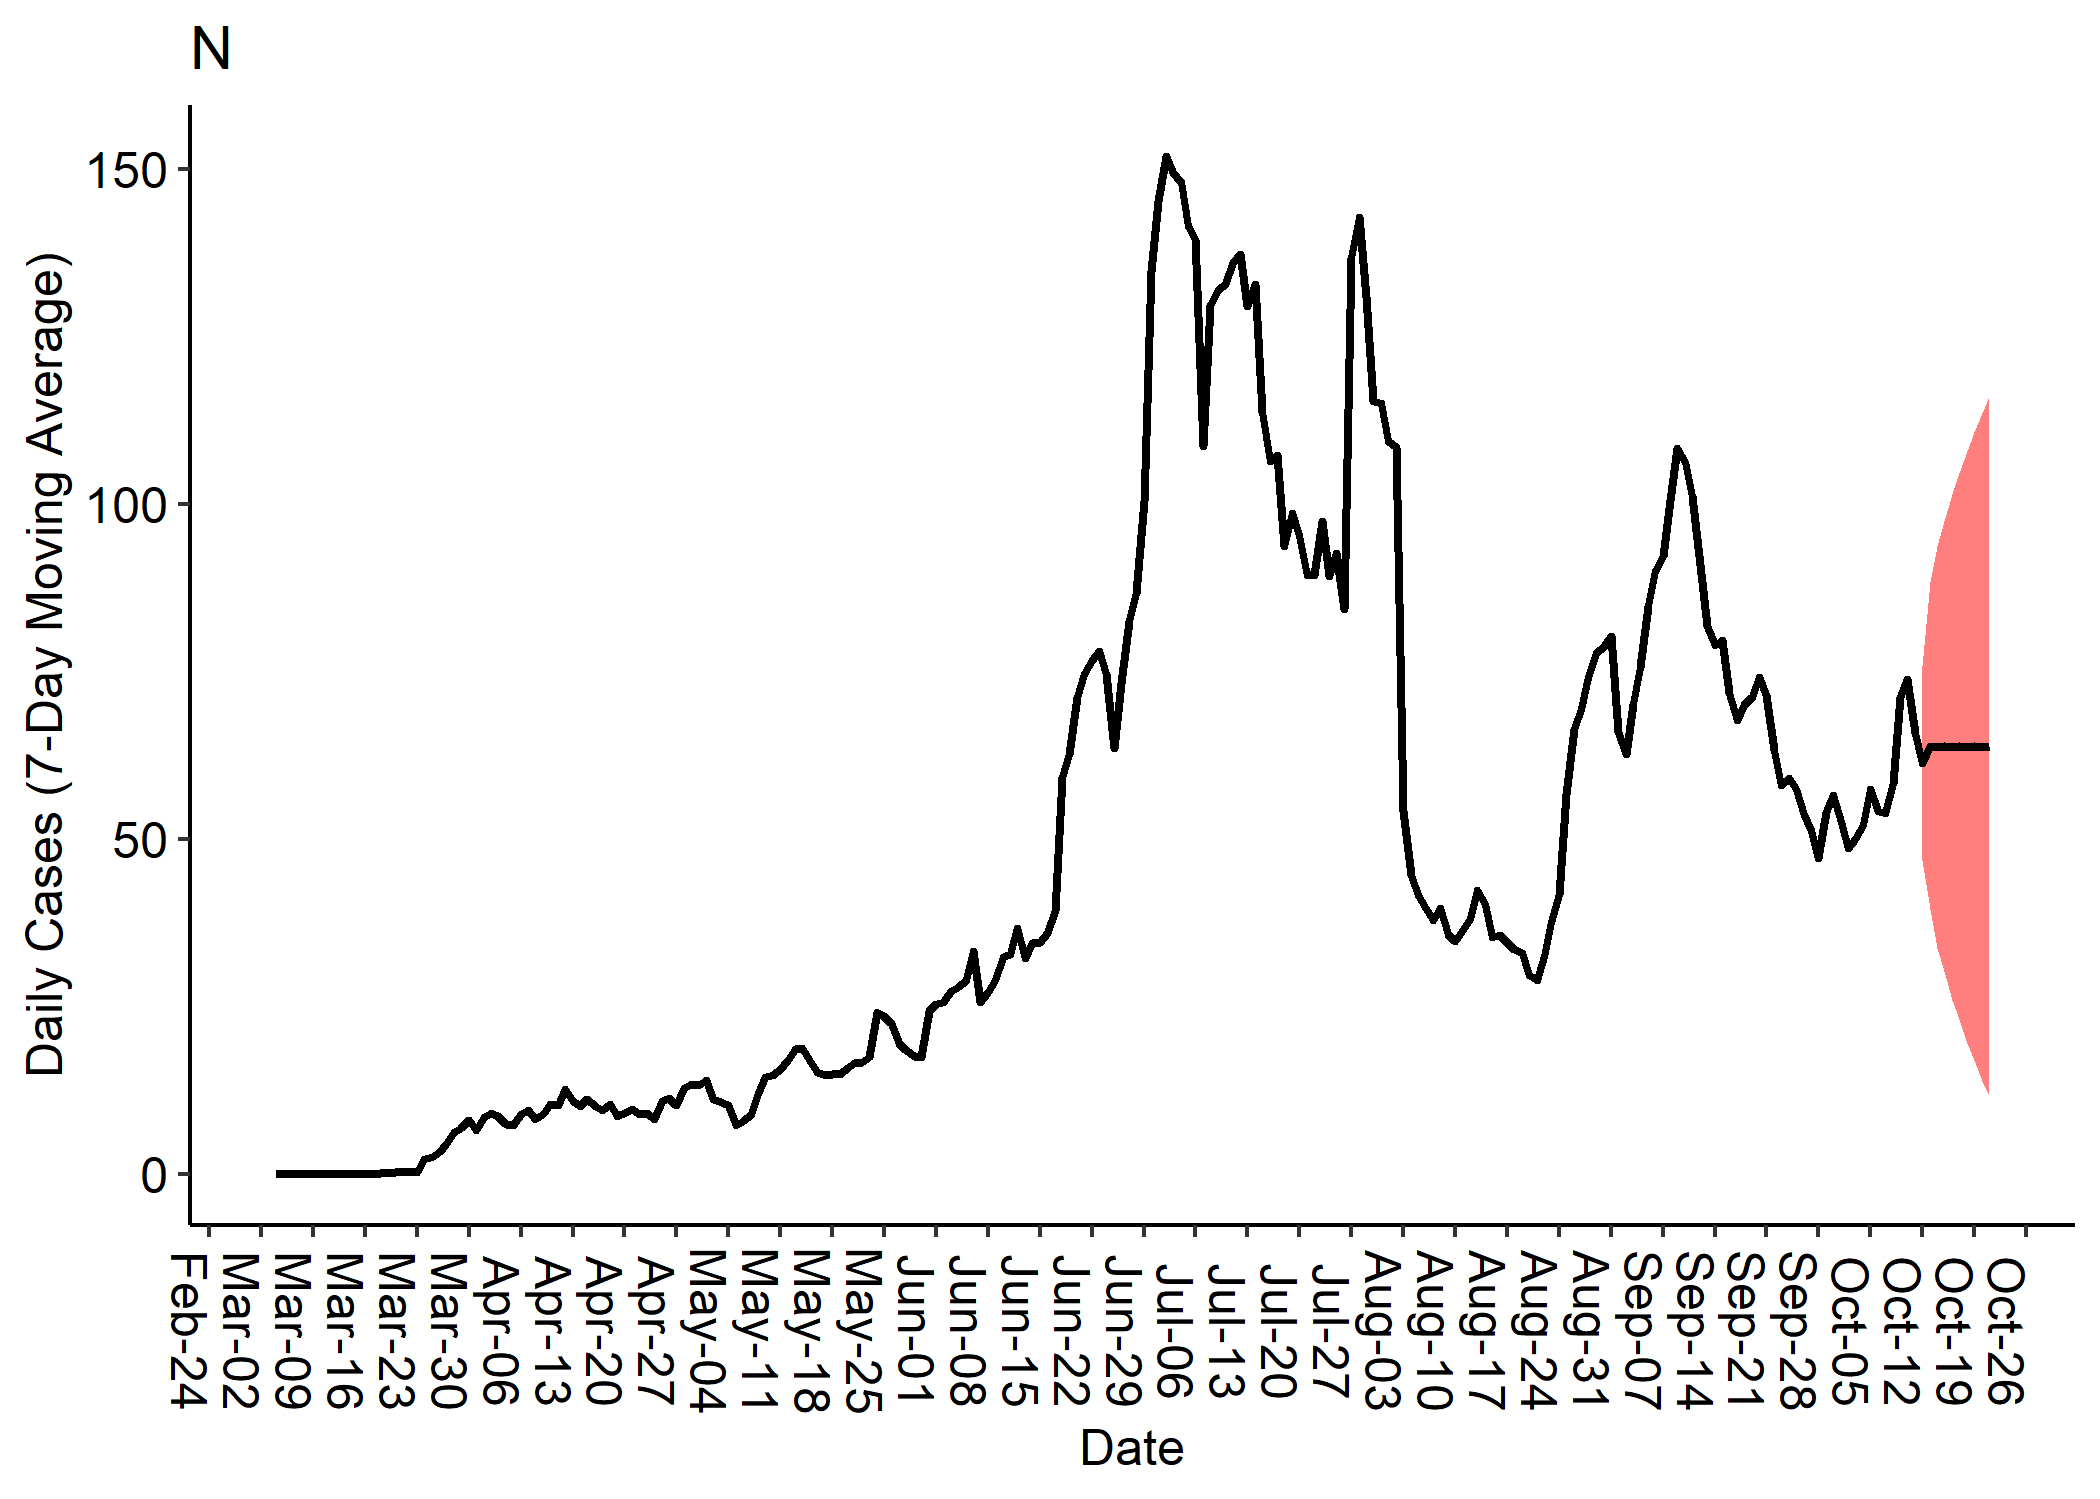 N
Daily Cases (7-Day Moving Average)
150
100
50
0
Feb-24
Mar-02
Mar-09
Mar-16
Mar-23
Mar-30
Apr-06
Apr-13
Apr-20
Apr-27
May-04
May-11
May-18
May-25
Jun-01
Jun-08
Jun-15
Jun-22
Jun-29
Jul-06
Jul-13
Jul-20
Jul-27
Aug-03
Aug-10
Aug-17
Aug-24
Aug-31
Sep-07
Sep-14
Sep-21
Sep-28
Oct-05
Oct-12
Oct-19
Oct-26
Date